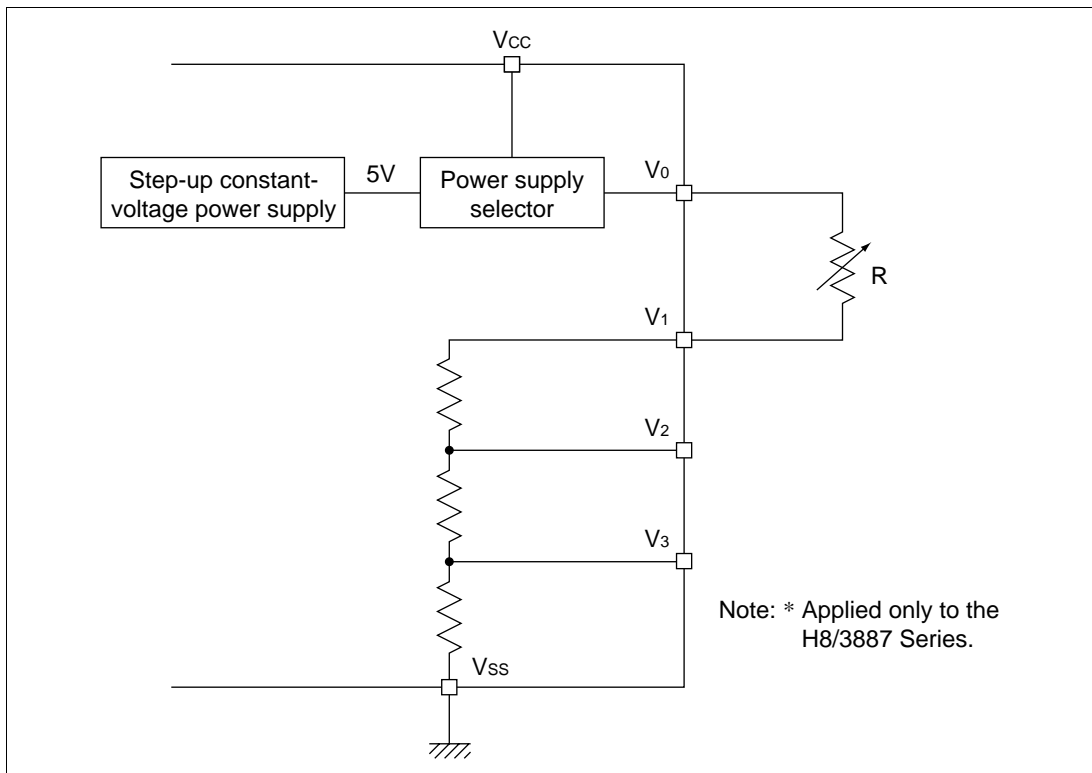 VCC
Step-up constant-
voltage power supply
5V
Power supply
selector
V0
R
V1
V2
V3
Note: * Applied only to the
H8/3887 Series.
VSS